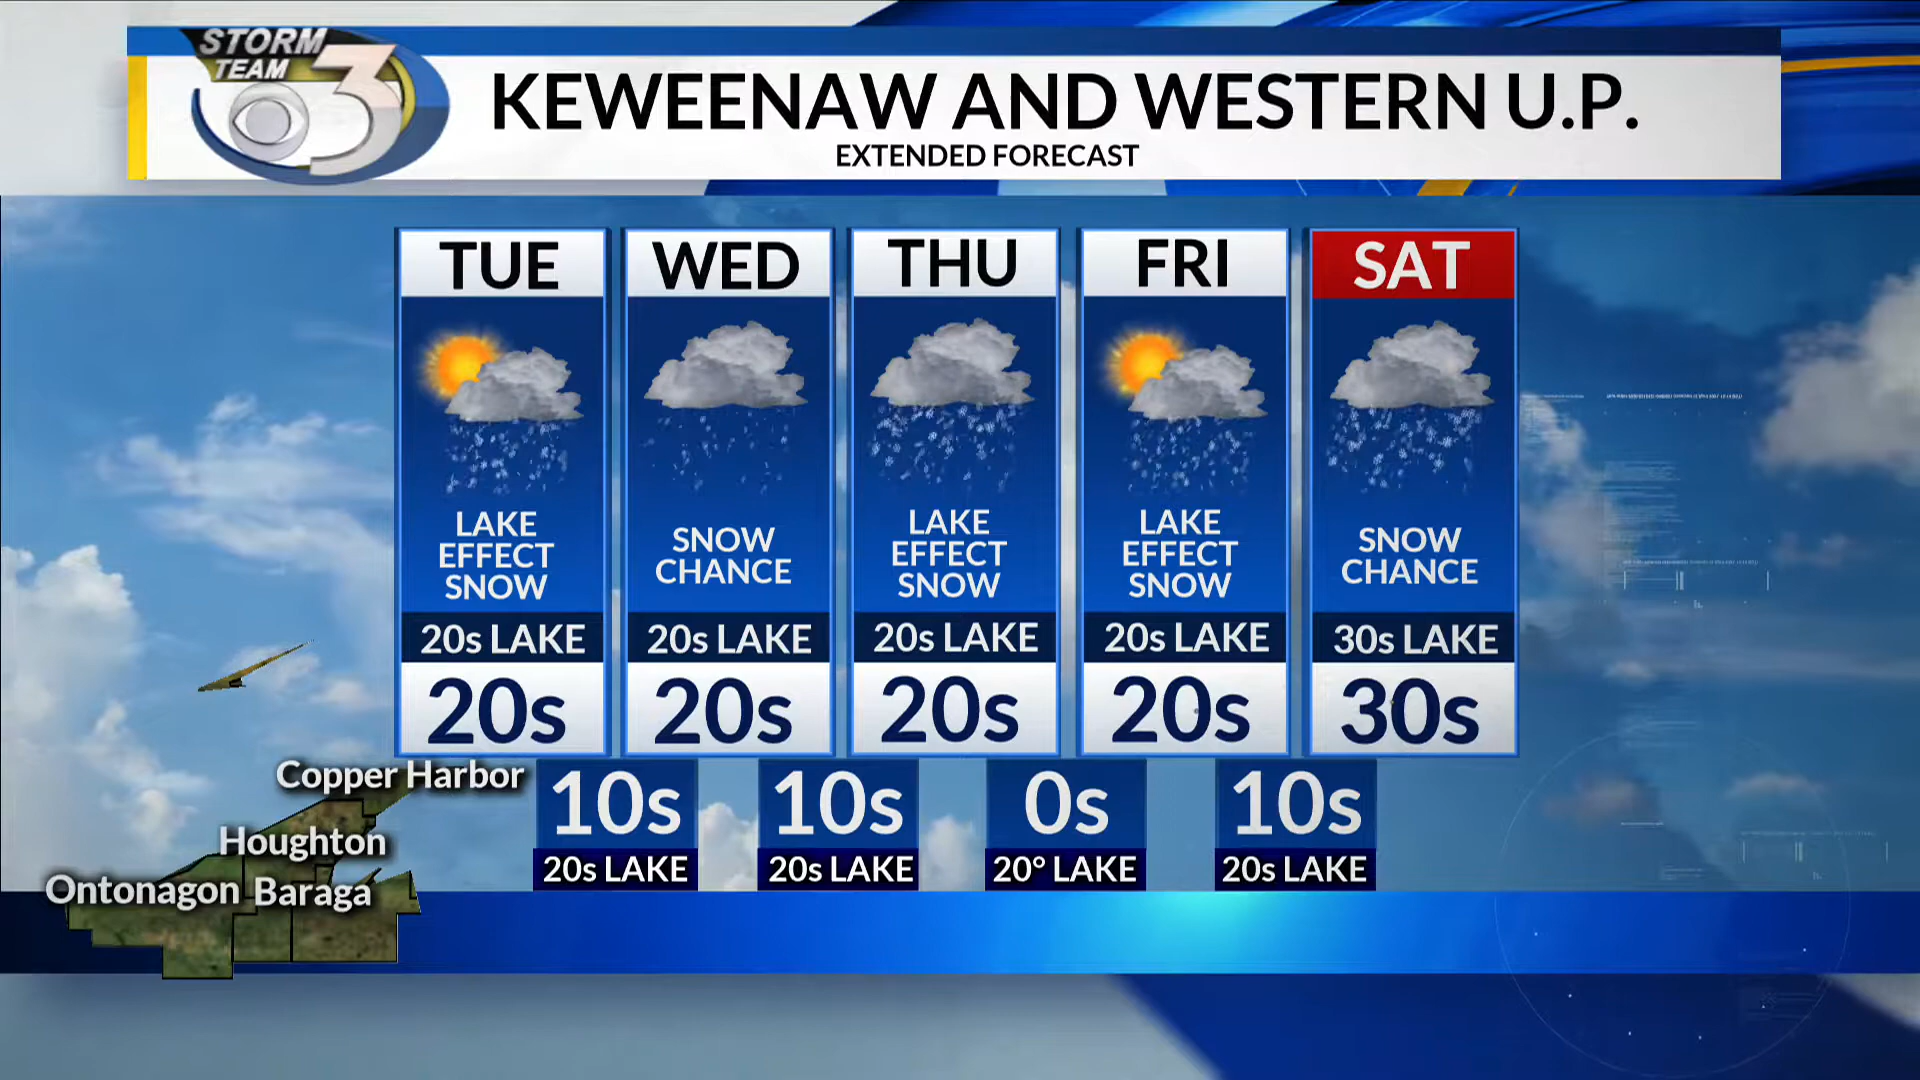 STORM
TEAM
3
KEWEENAW AND WESTERN U.P.
EXTENDED FORECAST
TUE
LAKE
EFFECT
SNOW
20s LAKE
20s
WED
SNOW
CHANCE
20s LAKE
20s
THU
LAKE
EFFECT
SNOW
20s LAKE
20s
FRI
LAKE
EFFECT
SNOW
20s LAKE
20s
SAT
SNOW
CHANCE
30s LAKE
30s
10s
20s LAKE
10s
20s LAKE
0s
20° LAKE
10s
20s LAKE
Copper Harbor
Houghton
Ontonagon
Baraga